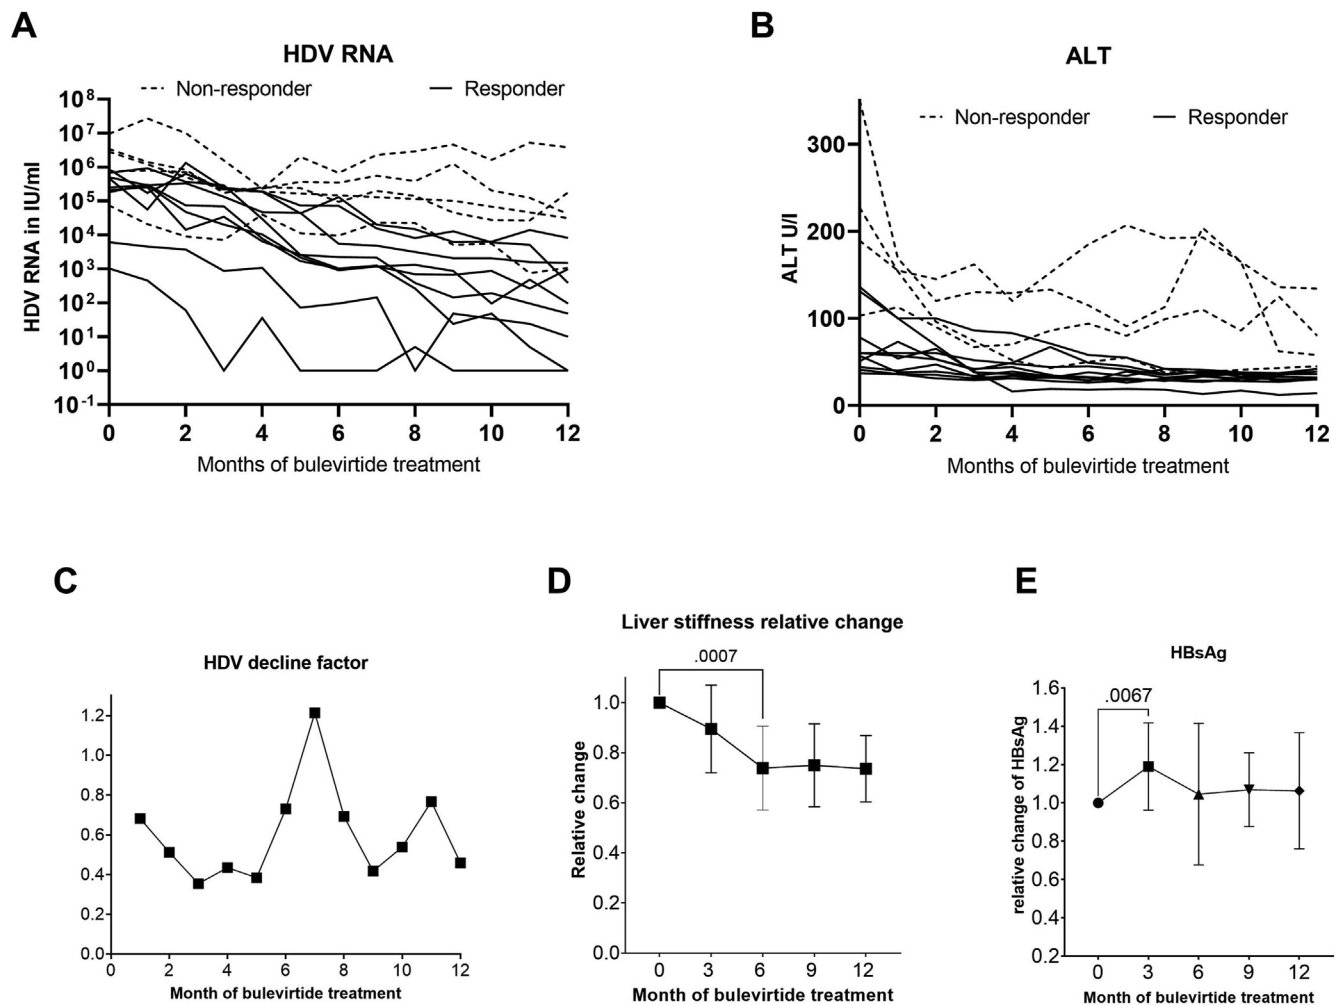 A
HDV RNA
Non-responder
Responder
HDV RNA in IU/ml
10⁸
10⁷
10⁶
10⁵
10⁴
10³
10²
10¹
10⁰
10⁻¹
0 2 4 6 8 10 12
Months of bulevirtide treatment
B
ALT
Non-responder
Responder
ALT U/l
300
200
100
0
0 2 4 6 8 10 12
Months of bulevirtide treatment
C
HDV decline factor
1.2
1.0
0.8
0.6
0.4
0.2
0.0
0 2 4 6 8 10 12
Month of bulevirtide treatment
D
Liver stiffness relative change
.0007
Relative change
1.0
0.8
0.6
0.4
0.2
0.0
0 3 6 9 12
Month of bulevirtide treatment
E
HBsAg
.0067
relative change of HBsAg
1.6
1.4
1.2
1.0
0.8
0.6
0.4
0.2
0 3 6 9 12
Month of bulevirtide treatment